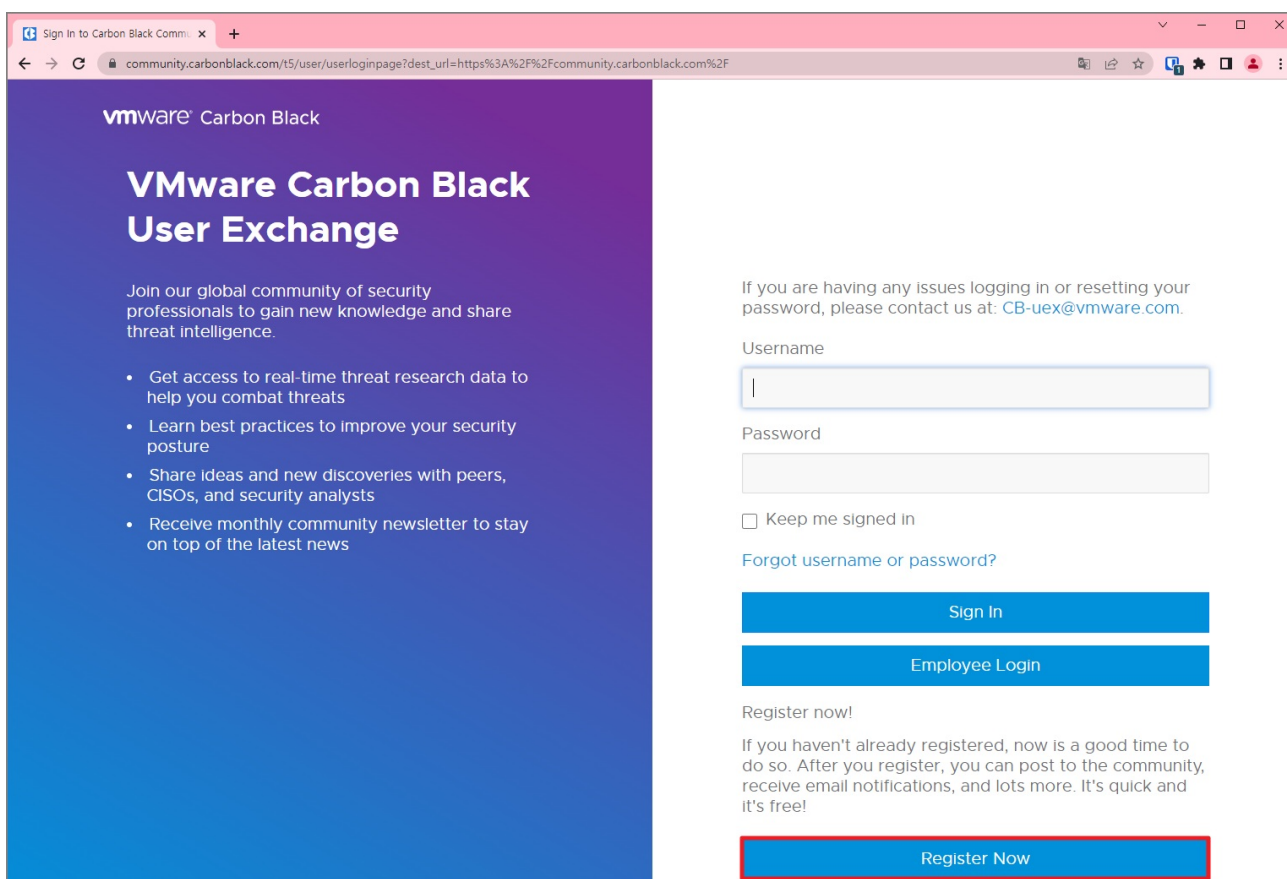 Sign In to Carbon Black Commu
community.carbonblack.com/t5/user/userloginpage?dest_url=https%3A%2F%2Fcommunity.carbonblack.com%2F
1
vmware® Carbon Black
VMware Carbon Black
User Exchange
Join our global community of security
professionals to gain new knowledge and share
threat intelligence.
• Get access to real-time threat research data to
help you combat threats
• Learn best practices to improve your security
posture
• Share ideas and new discoveries with peers,
CISOs, and security analysts
• Receive monthly community newsletter to stay
on top of the latest news
If you are having any issues logging in or resetting your
password, please contact us at: CB-uex@vmware.com.
Username
Password
Keep me signed in
Forgot username or password?
Sign In
Employee Login
Register now!
If you haven't already registered, now is a good time to
do so. After you register, you can post to the community,
receive email notifications, and lots more. It's quick and
it's free!
Register Now